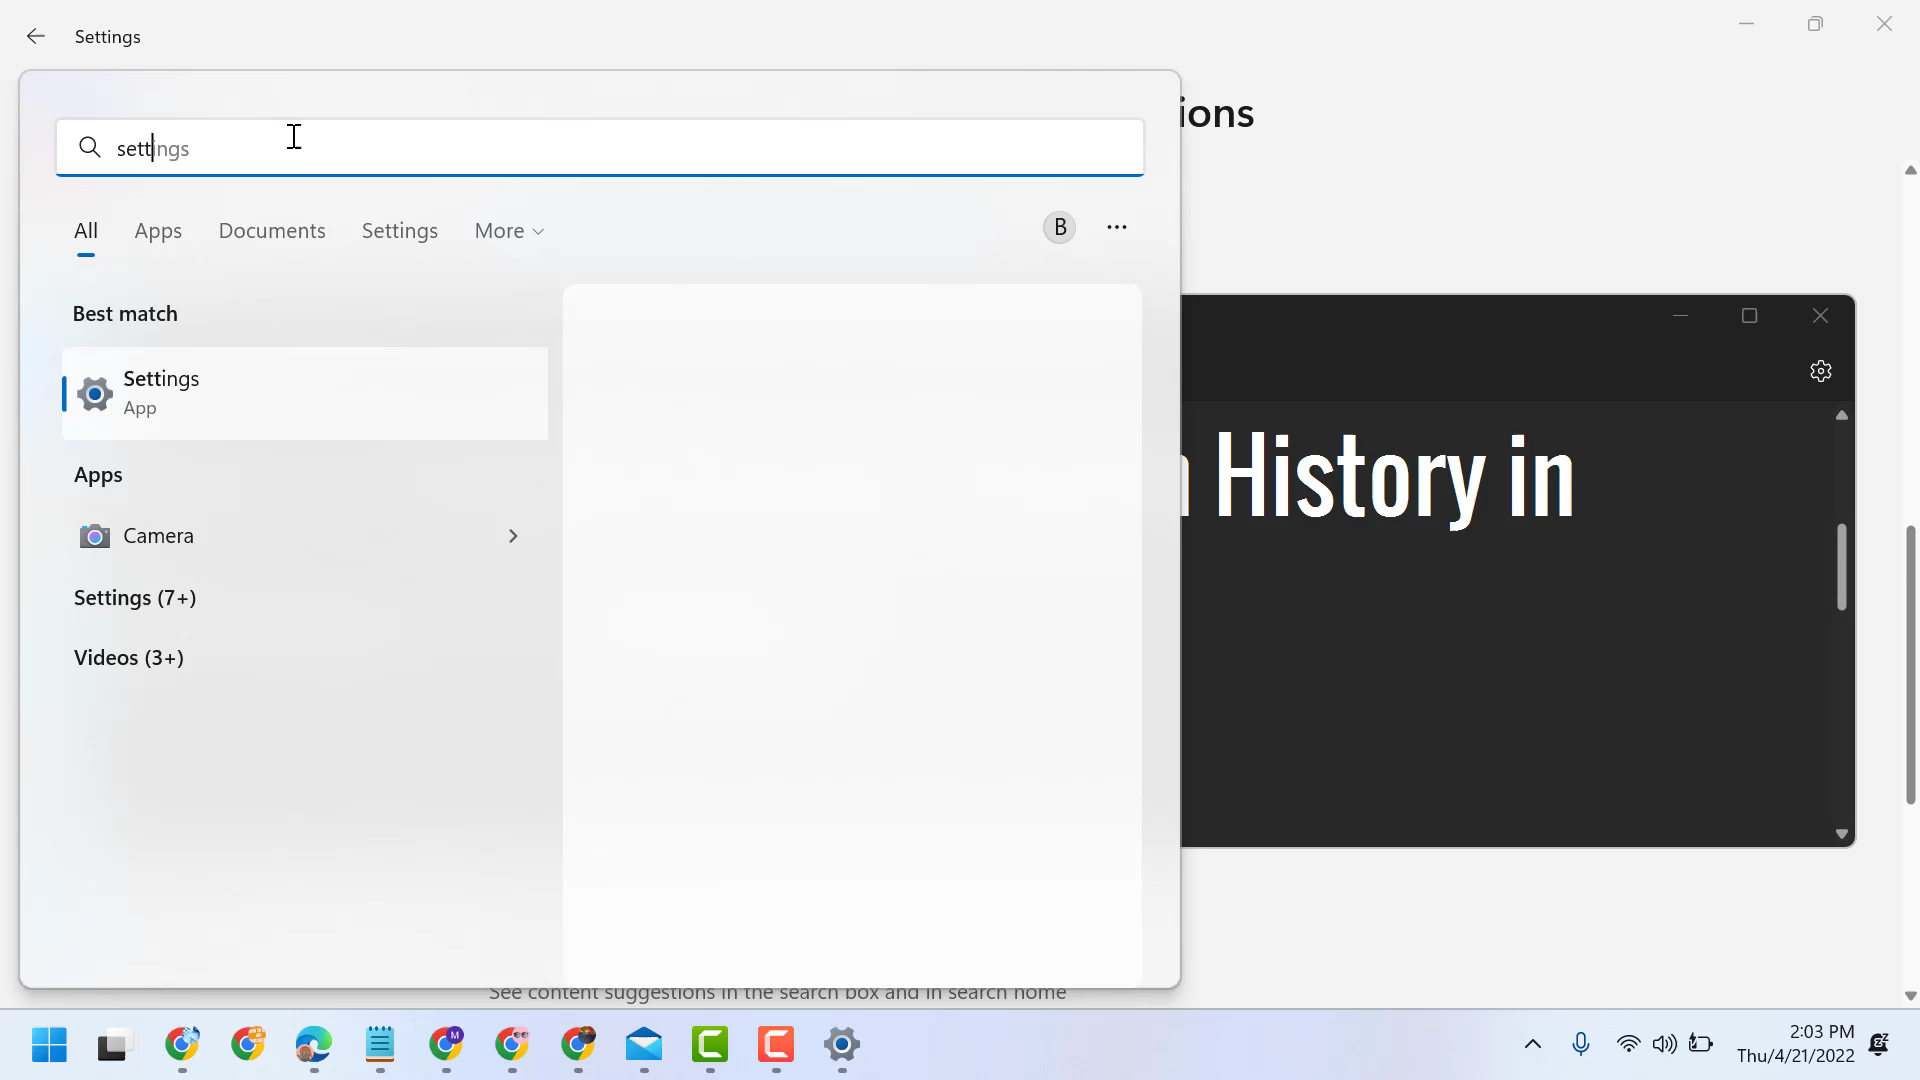 Settings
ions
settings
All Apps Documents Settings More
B
Best match
Settings
App
Apps
Camera
Settings (7+)
Videos (3+)
History in
See content suggestions in the search box and in search home
M
2:03 PM
Thu/4/21/2022